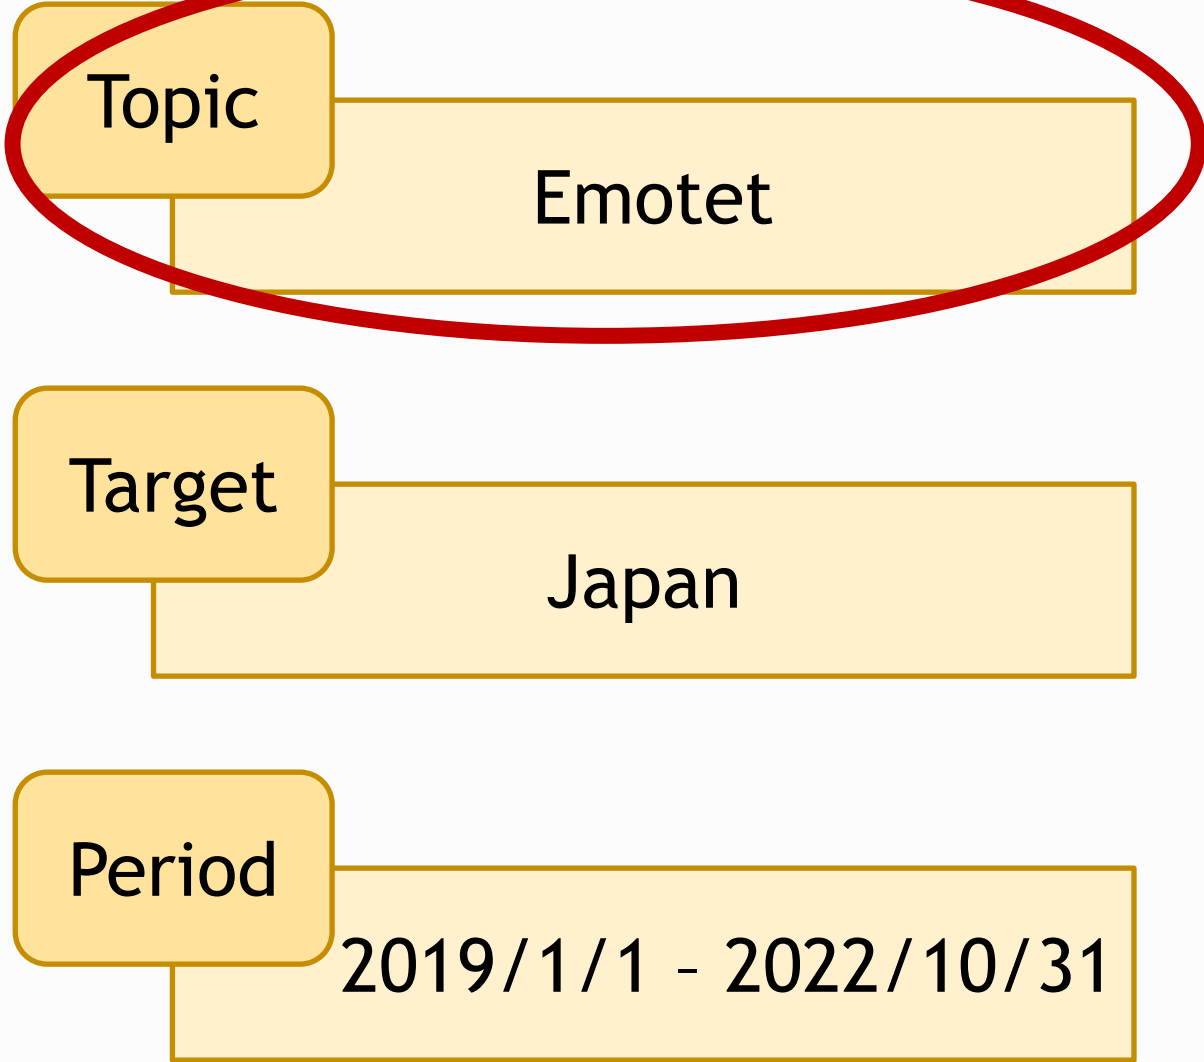 Topic
Emotet
Target
Japan
Period
2019/1/1 – 2022/10/31